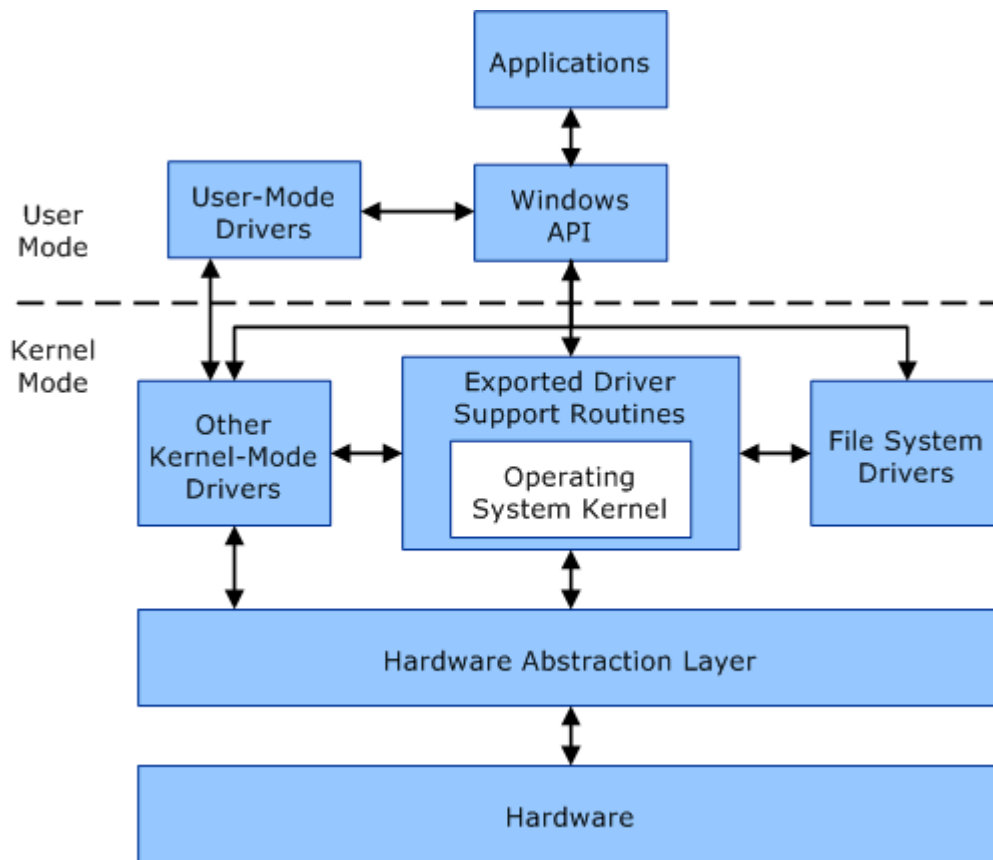 Applications
User-Mode
Drivers
Windows
API
User
Mode
Kernel
Mode
Exported Driver
Support Routines
Other
Kernel-Mode
Drivers
Operating
System Kernel
File System
Drivers
Hardware Abstraction Layer
Hardware